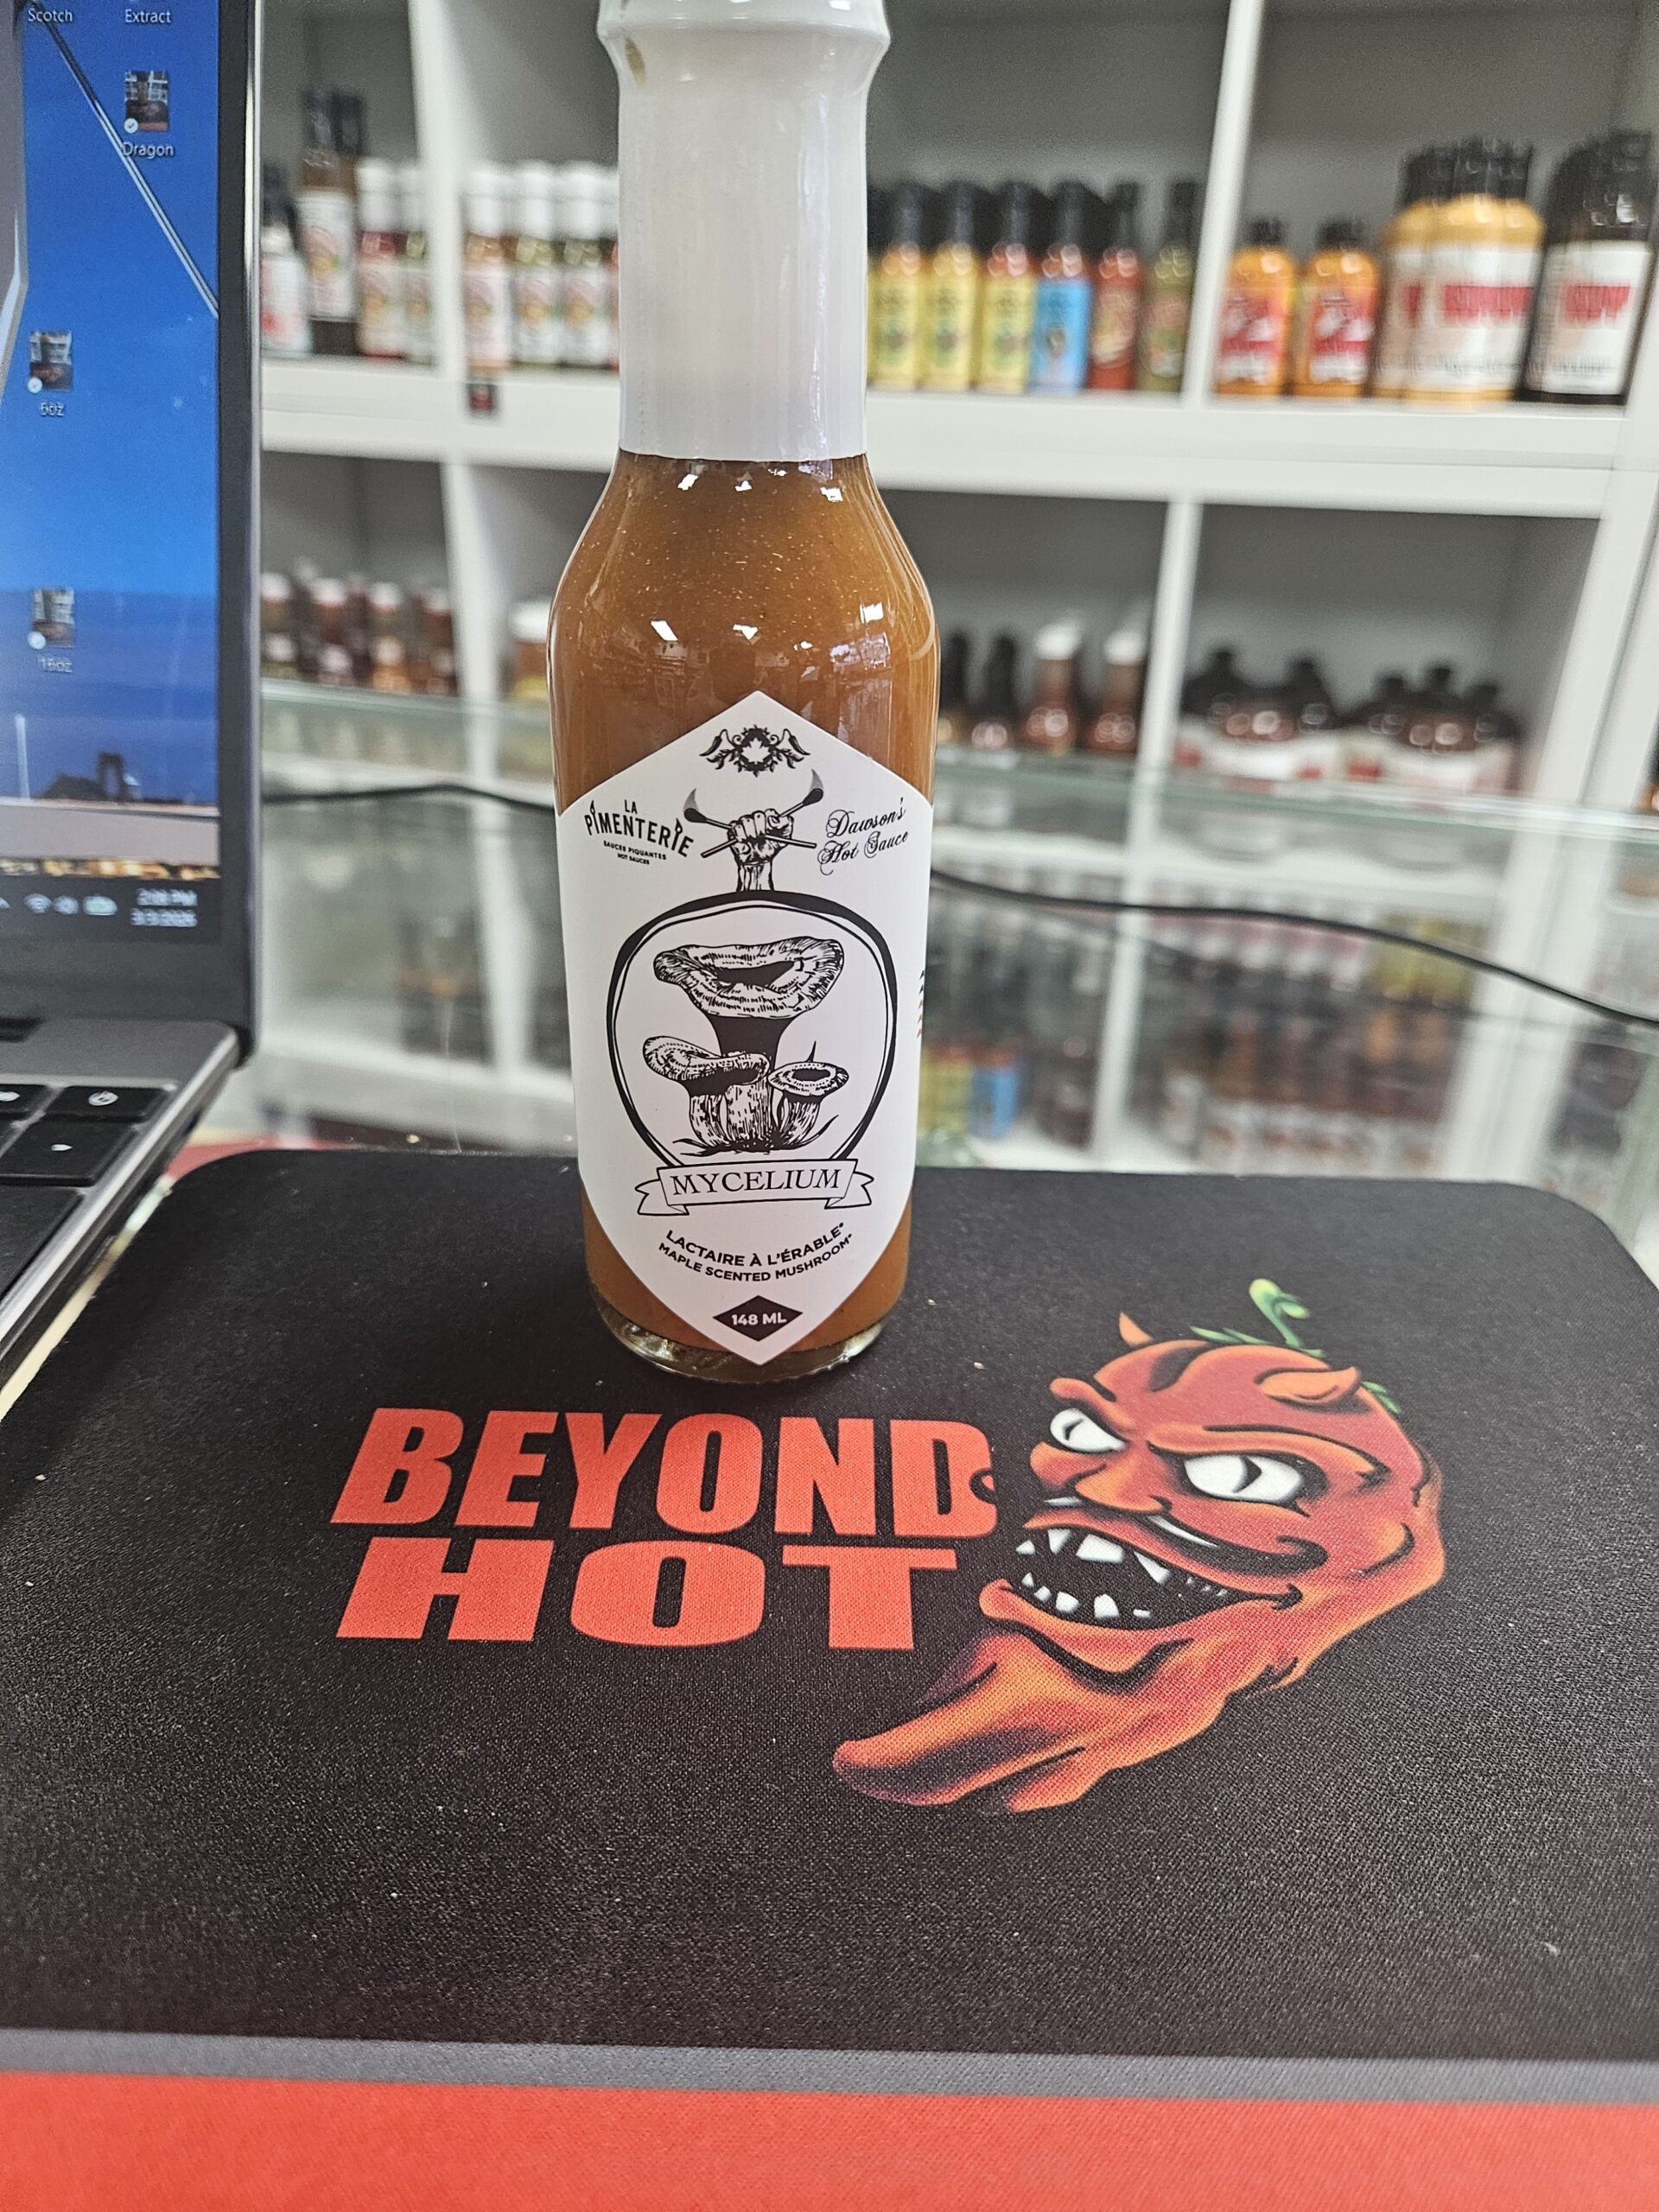 Scotch
Extract
Dragon
6oz
16oz
LA
PIMENTERIE
SAUCES PIQUANTES
HOT SAUCES
Dawson's
Hot Sauce
MYCELIUM
LACTAIRE À L'ÉRABLE*
MAPLE SCENTED MUSHROOM*
148 ML
BEYOND
HOT